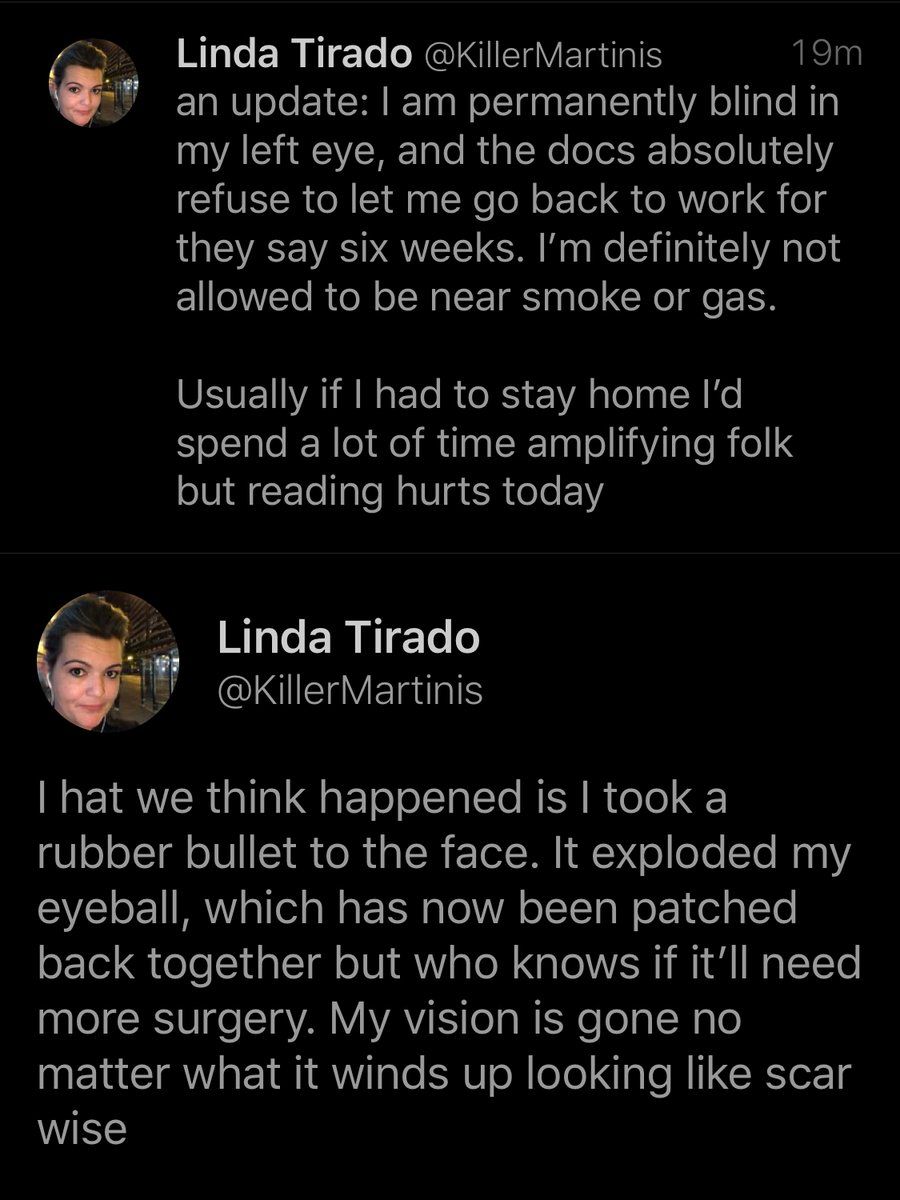 Linda Tirado @KillerMartinis 19m
an update: I am permanently blind in
my left eye, and the docs absolutely
refuse to let me go back to work for
they say six weeks. I’m definitely not
allowed to be near smoke or gas.
Usually if I had to stay home I’d
spend a lot of time amplifying folk
but reading hurts today
Linda Tirado
@KillerMartinis
I hat we think happened is I took a
rubber bullet to the face. It exploded my
eyeball, which has now been patched
back together but who knows if it’ll need
more surgery. My vision is gone no
matter what it winds up looking like scar
wise